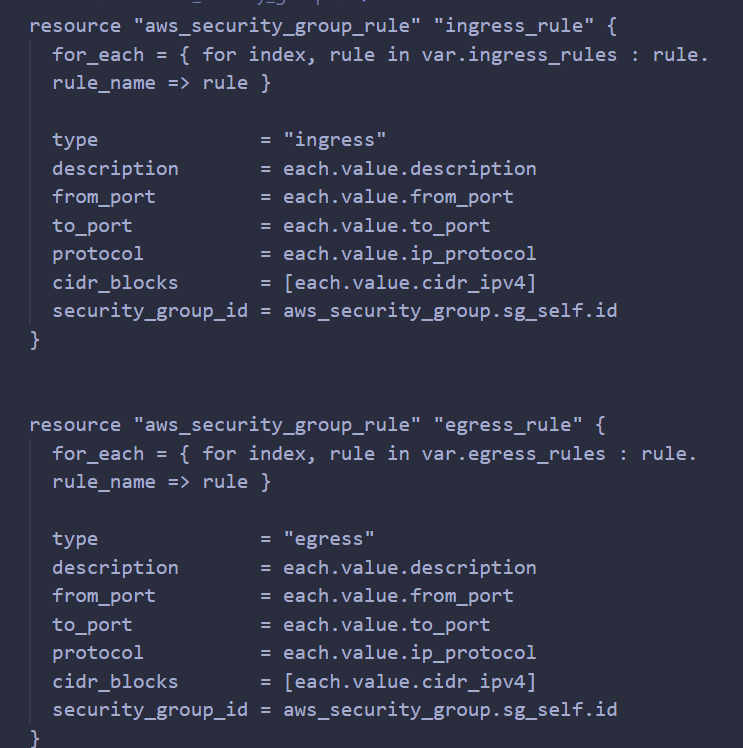 resource "aws_security_group_rule" "ingress_rule" {
  for_each = { for index, rule in var.ingress_rules : rule.
  rule_name => rule }

  type              = "ingress"
  description       = each.value.description
  from_port         = each.value.from_port
  to_port           = each.value.to_port
  protocol          = each.value.ip_protocol
  cidr_blocks       = [each.value.cidr_ipv4]
  security_group_id = aws_security_group.sg_self.id
}


resource "aws_security_group_rule" "egress_rule" {
  for_each = { for index, rule in var.egress_rules : rule.
  rule_name => rule }

  type              = "egress"
  description       = each.value.description
  from_port         = each.value.from_port
  to_port           = each.value.to_port
  protocol          = each.value.ip_protocol
  cidr_blocks       = [each.value.cidr_ipv4]
  security_group_id = aws_security_group.sg_self.id
}